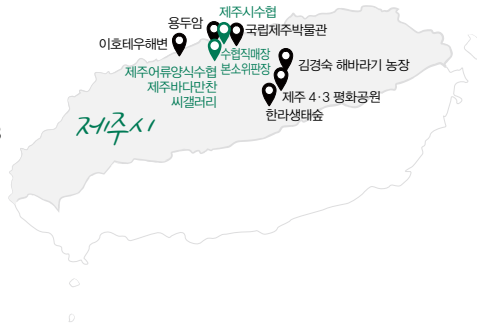 제주시수협
용두암
국립제주박물관
이호테우해변
수협직매장
본소위판장
김경숙 해바라기 농장
제주어류양식수협
제주바다만찬
씨갤러리
제주 4·3 평화공원
한라생태숲
제주시